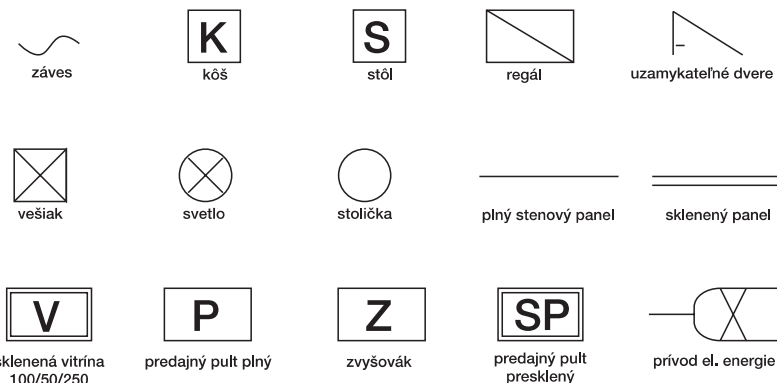 K
S
záves
kôš
stôl
regál
uzamykateľné dvere
vešiak
svetlo
stolička
plný stenový panel
sklenený panel
V
P
Z
SP
sklenená vitrína
100/50/250
predajný pult plný
zvyšovák
predajný pult
presklený
prívod el. energie